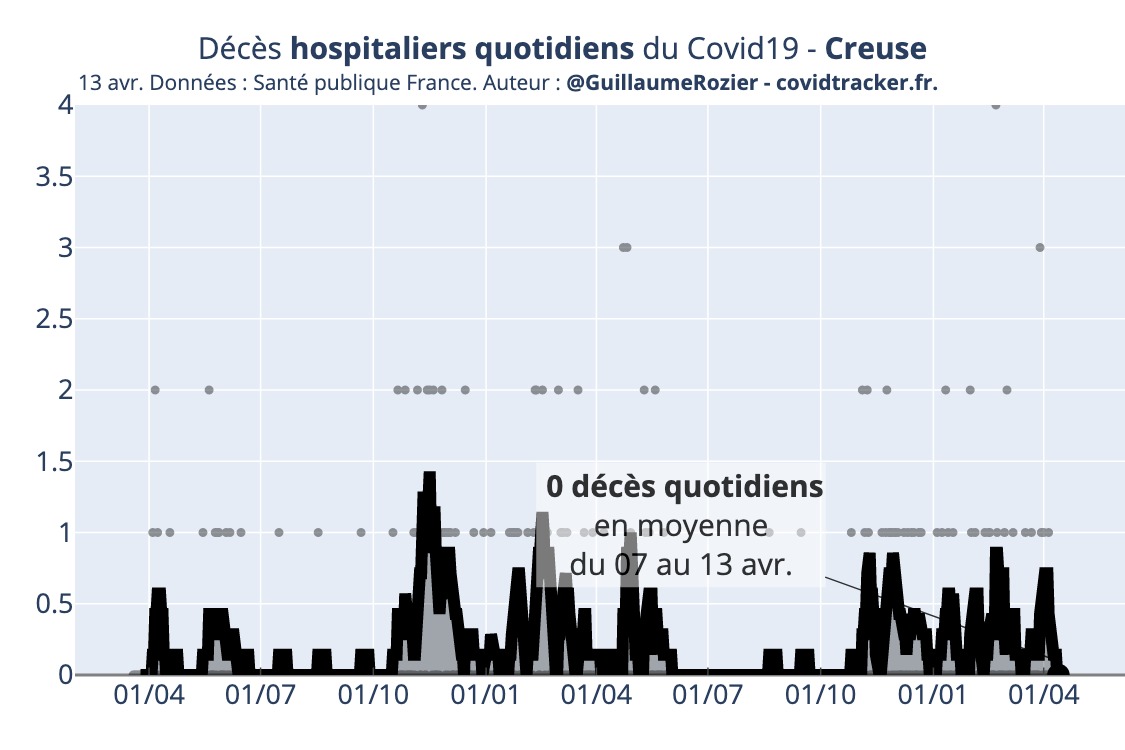 Décès hospitaliers quotidiens du Covid19 - Creuse
13 avr. Données : Santé publique France. Auteur : @GuillaumeRozier - covidtracker.fr.
4
3.5
3
2.5
2
1.5
0 décès quotidiens
1
en moyenne
du 07 au 13 avr.
0.5
0
01/04 01/07 01/10 01/01 01/04 01/07 01/10 01/01 01/04